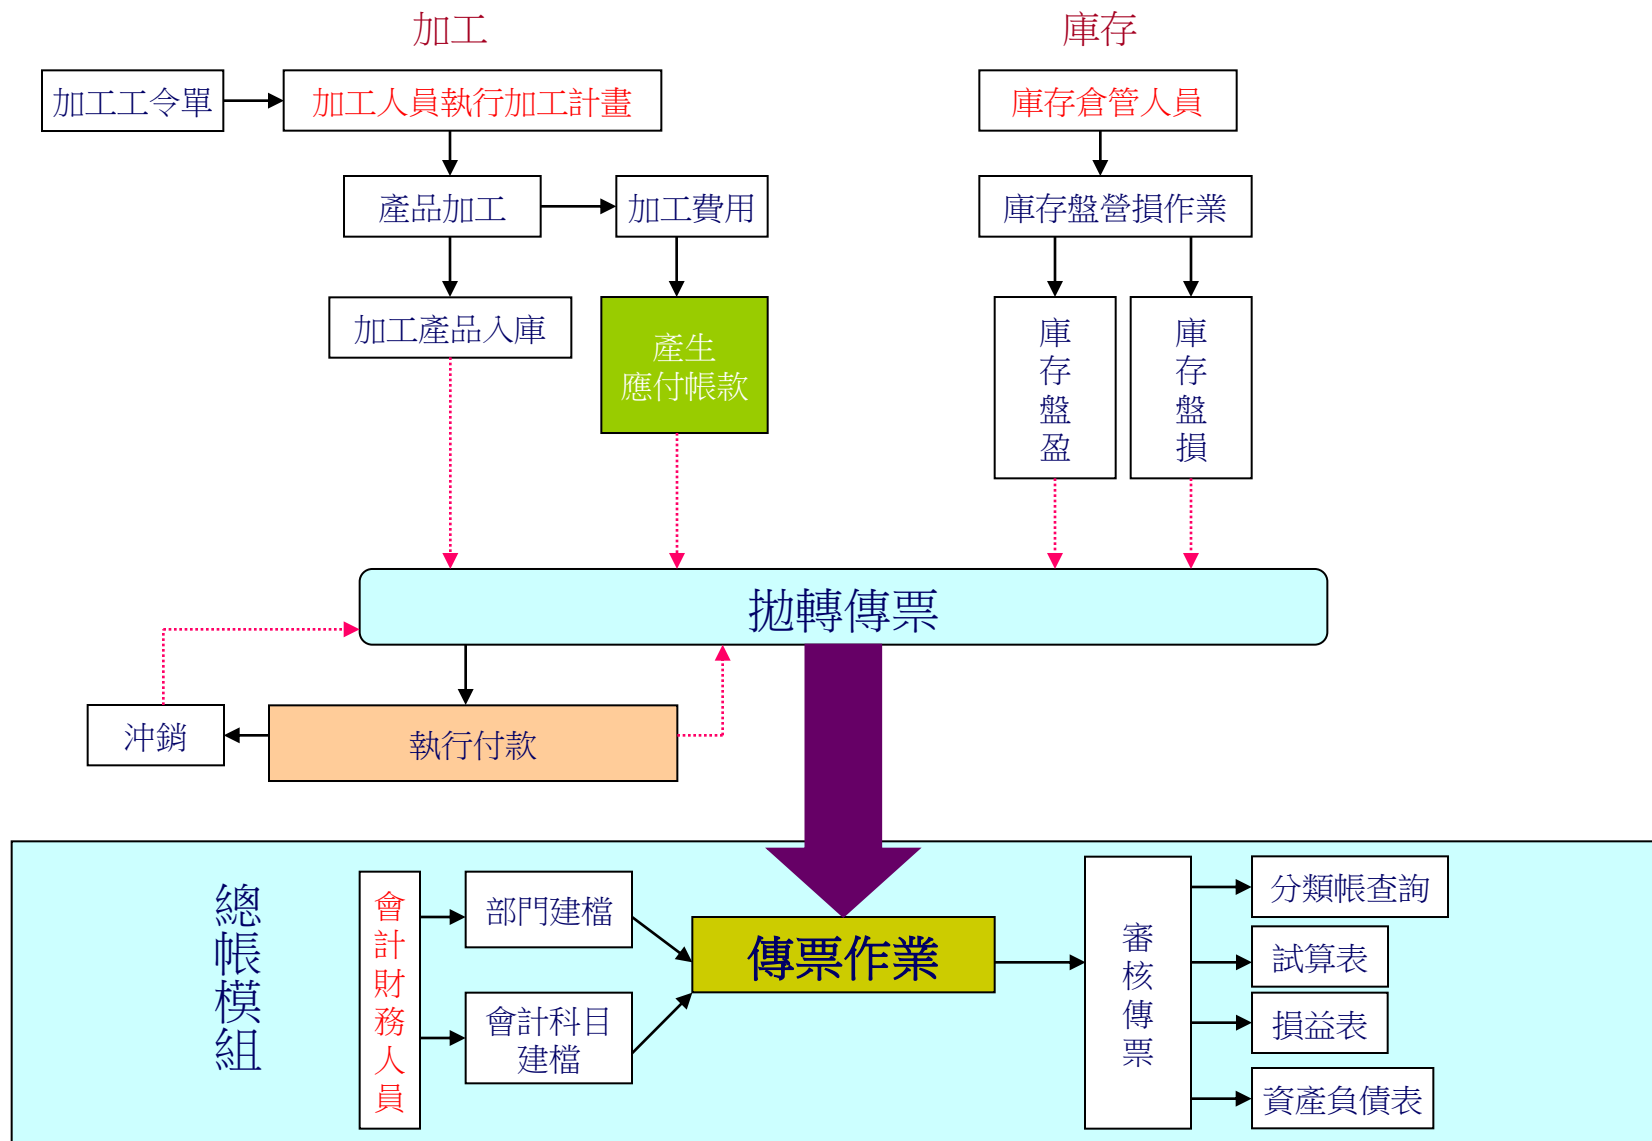 加工
庫存
加工工令單
加工人員執行加工計畫
庫存倉管人員
產品加工
加工費用
庫存盤營損作業
加工產品入庫
產生
應付帳款
庫存盤盈
庫存盤損
拋轉傳票
沖銷
執行付款
總帳模組
會計財務人員
部門建檔
會計科目
建檔
傳票作業
審核傳票
分類帳查詢
試算表
損益表
資產負債表